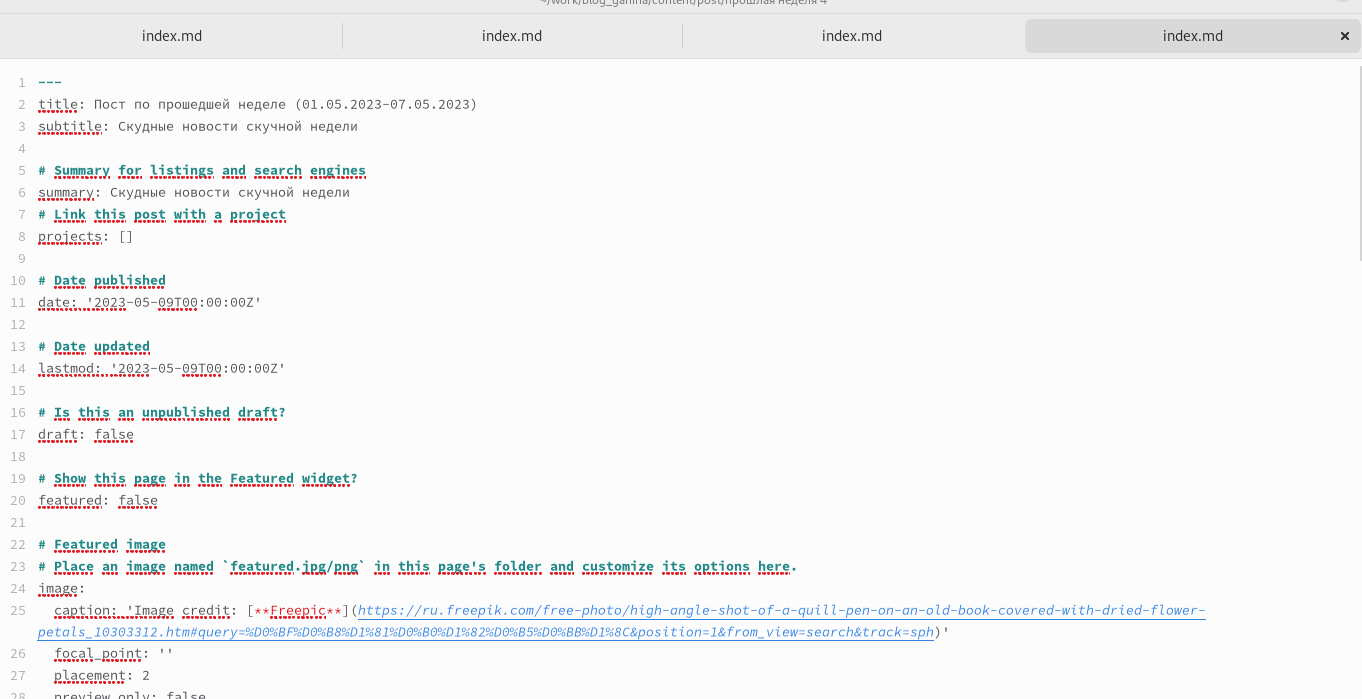 ~/work/blog_ganina/content/post/прошлая неделя 4
index.md index.md index.md index.md ×
1 ---
2 title: Пост по прошедшей неделе (01.05.2023-07.05.2023)
3 subtitle: Скудные новости скучной недели
4
5 # Summary for listings and search engines
6 summary: Скудные новости скучной недели
7 # Link this post with a project
8 projects: []
9
10 # Date published
11 date: '2023-05-09T00:00:00Z'
12
13 # Date updated
14 lastmod: '2023-05-09T00:00:00Z'
15
16 # Is this an unpublished draft?
17 draft: false
18
19 # Show this page in the Featured widget?
20 featured: false
21
22 # Featured image
23 # Place an image named `featured.jpg/png` in this page's folder and customize its options here.
24 image:
25 caption: 'Image credit: [**Freepic**](https://ru.freepik.com/free-photo/high-angle-shot-of-a-quill-pen-on-an-old-book-covered-with-dried-flower-
petals_10303312.htm#query=%D0%BF%D0%B8%D1%81%D0%B0%D1%82%D0%B5%D0%BB%D1%8C&position=1&from_view=search&track=sph)'
26 focal_point: ''
27 placement: 2
28 preview_only: false